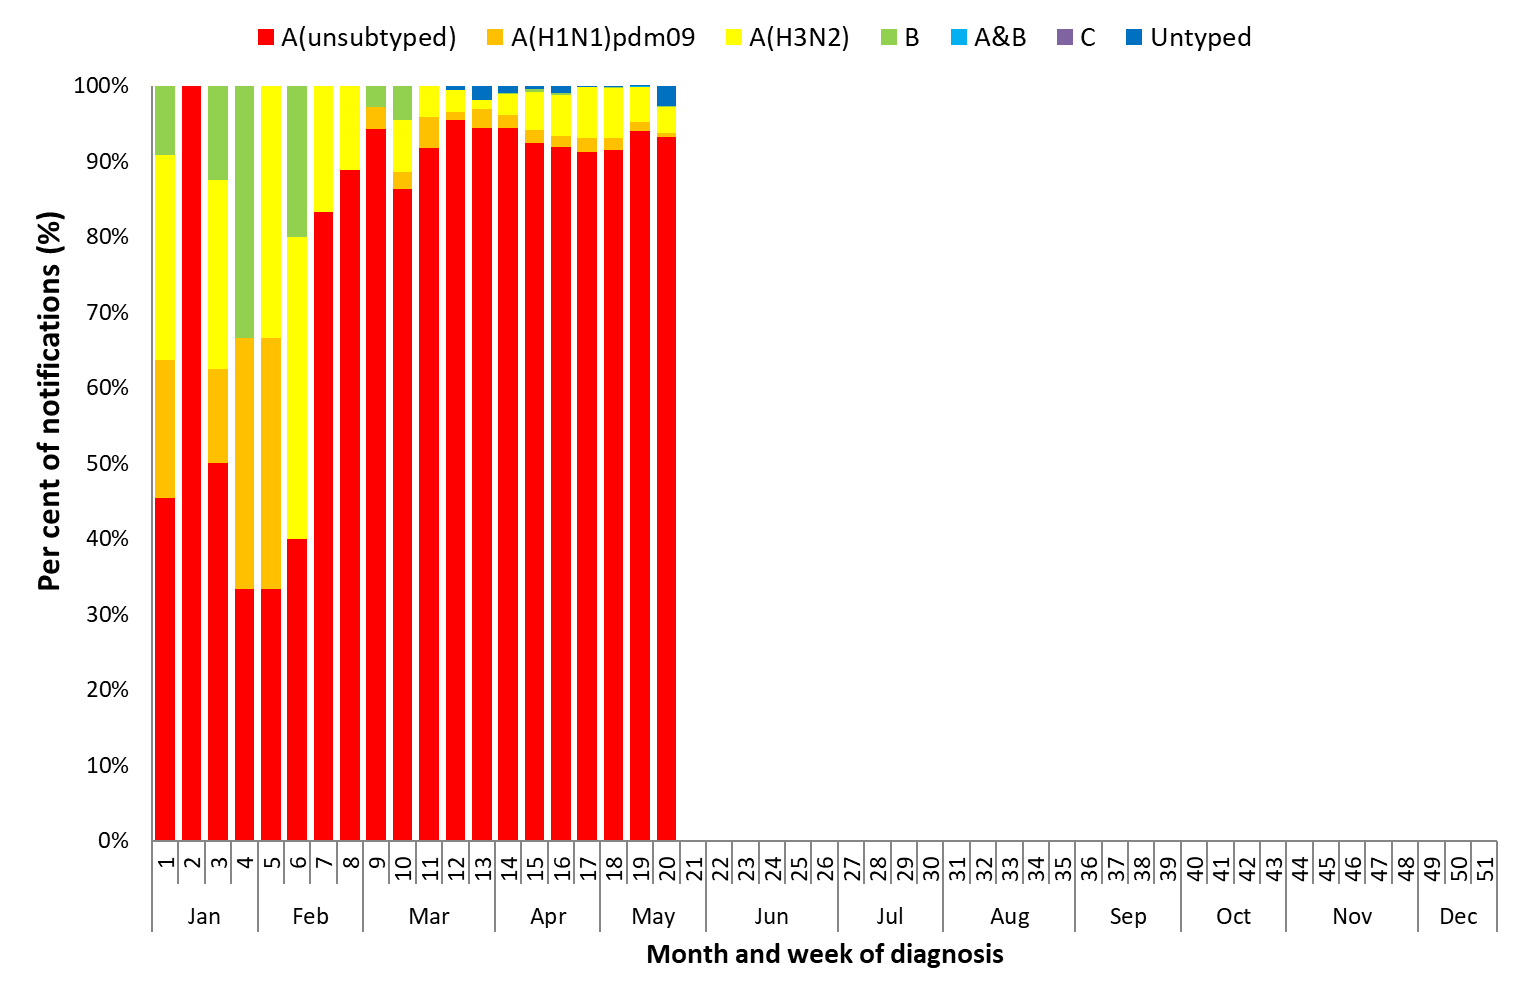 A(unsubtyped) A(H1N1)pdm09 A(H3N2) B A&B C Untyped
Per cent of notifications (%)
100%
90%
80%
70%
60%
50%
40%
30%
20%
10%
0%
1 2 3 4 5 6 7 8 9 10 11 12 13 14 15 16 17 18 19 20 21 22 23 24 25 26 27 28 29 30 31 32 33 34 35 36 37 38 39 40 41 42 43 44 45 46 47 48 49 50 51
Jan Feb Mar Apr May Jun Jul Aug Sep Oct Nov Dec
Month and week of diagnosis